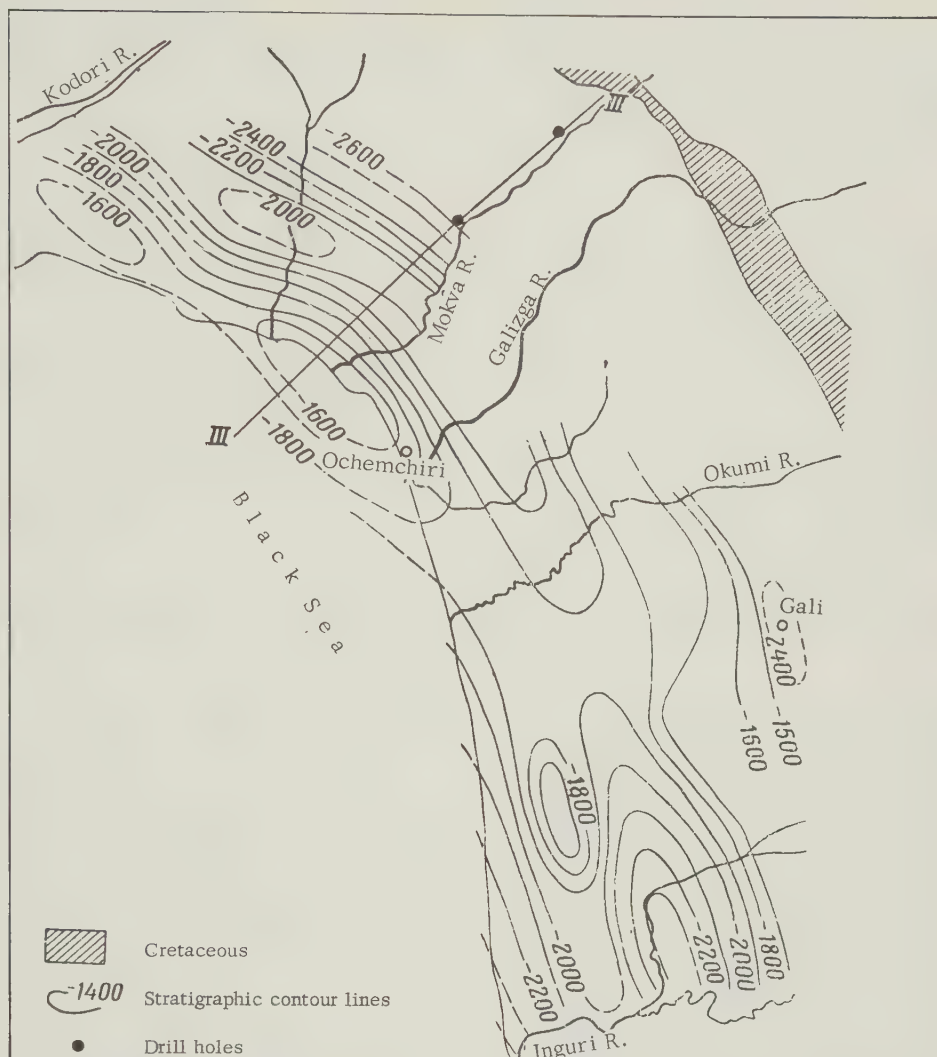 Kodori R.
-2000
-1800
1600
-2400
-2200
-2600
-2000
III
Mokva R.
Galizga R.
III
-1600
-1800
Ochemchiri
Okumi R.
Black Sea
Gali
-2400
-1500
-1600
-1800
-1800
-2000
-2200
-2000
-2200
Inguri R.
Cretaceous
-1400
Stratigraphic contour lines
Drill holes